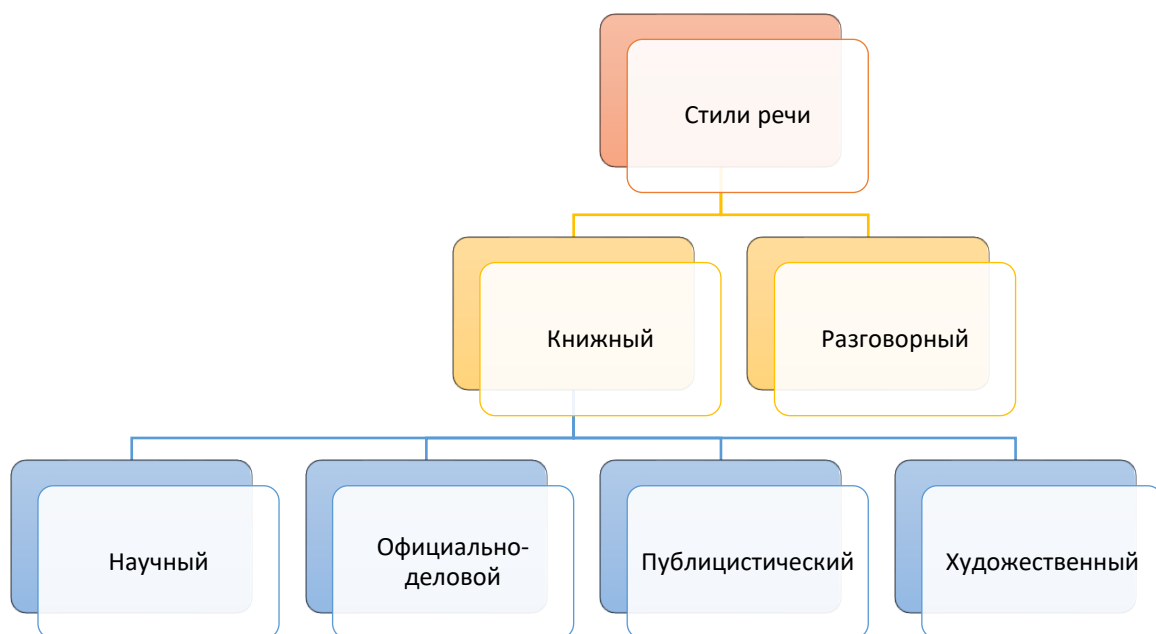 Стили речи
Книжный
Разговорный
Научный
Официально-
деловой
Публицистический
Художественный